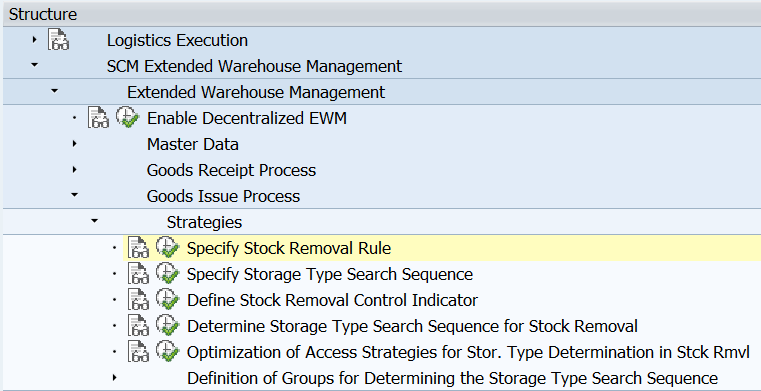 Structure
Logistics Execution
SCM Extended Warehouse Management
Extended Warehouse Management
Enable Decentralized EWM
Master Data
Goods Receipt Process
Goods Issue Process
Strategies
Specify Stock Removal Rule
Specify Storage Type Search Sequence
Define Stock Removal Control Indicator
Determine Storage Type Search Sequence for Stock Removal
Optimization of Access Strategies for Stor. Type Determination in Stck Rmvl
Definition of Groups for Determining the Storage Type Search Sequence